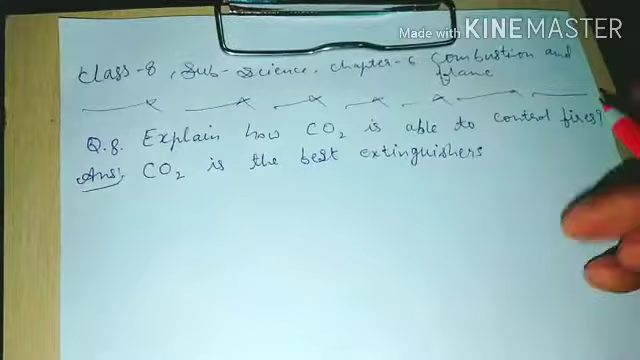 Made with KINEMASTER
Class-8, Sub-Science, Chapter-6 Combustion and
frame
Q.8. Explain how CO2 is able to control fires?
Ans: CO2 is the best extinguishers